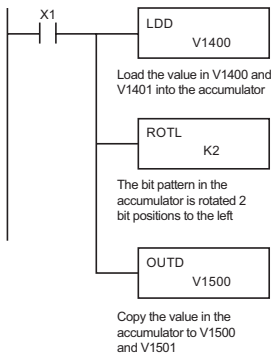 X1
LDD
V1400
Load the value in V1400 and
V1401 into the accumulator
ROTL
K2
The bit pattern in the
accumulator is rotated 2
bit positions to the left
OUTD
V1500
Copy the value in the
accumulator to V1500
and V1501